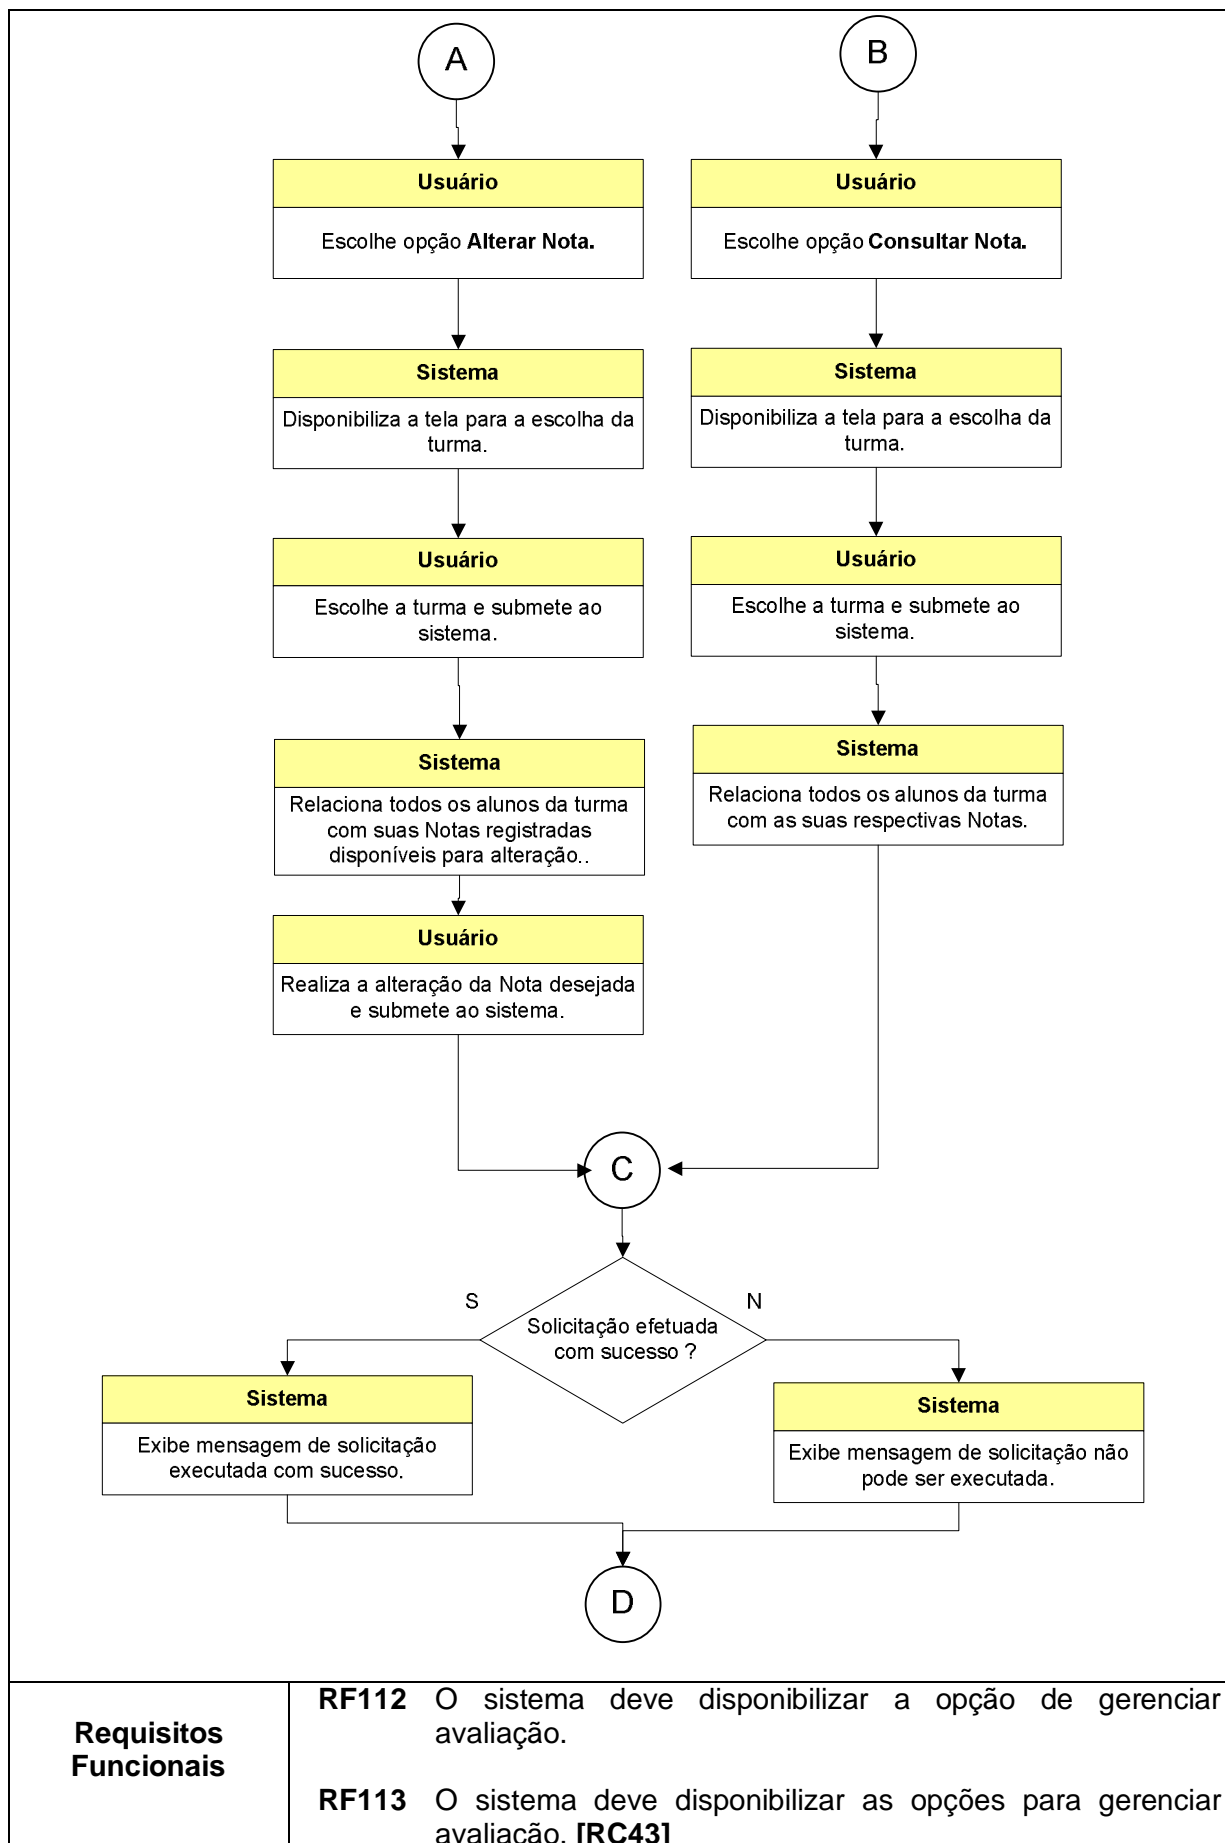 A
Usuário
Escolhe opção Alterar Nota.
Sistema
Disponibiliza a tela para a escolha da
turma.
Usuário
Escolhe a turma e submete ao
sistema.
Sistema
Relaciona todos os alunos da turma
com suas Notas registradas
disponíveis para alteração..
Usuário
Realiza a alteração da Nota desejada
e submete ao sistema.
B
Usuário
Escolhe opção Consultar Nota.
Sistema
Disponibiliza a tela para a escolha da
turma.
Usuário
Escolhe a turma e submete ao
sistema.
Sistema
Relaciona todos os alunos da turma
com as suas respectivas Notas.
C
Solicitação efetuada
com sucesso ?
S
Sistema
Exibe mensagem de solicitação
executada com sucesso.
N
Sistema
Exibe mensagem de solicitação não
pode ser executada.
D
Requisitos
Funcionais
RF112 O sistema deve disponibilizar a opção de gerenciar
avaliação.
RF113 O sistema deve disponibilizar as opções para gerenciar
avaliação. [RC43]